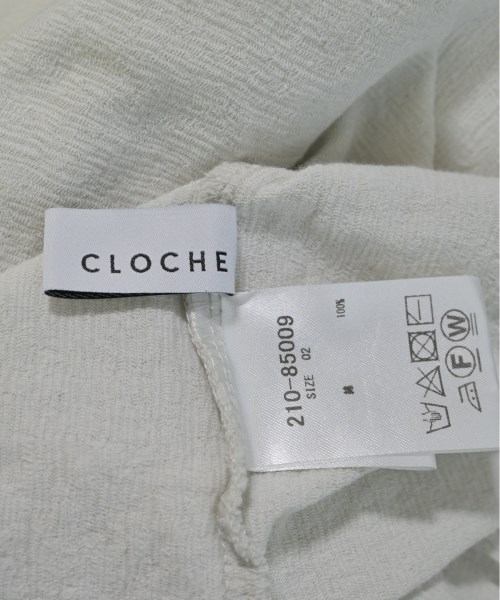 CLOCHE
210-85009
SIZE 02
100%
F W